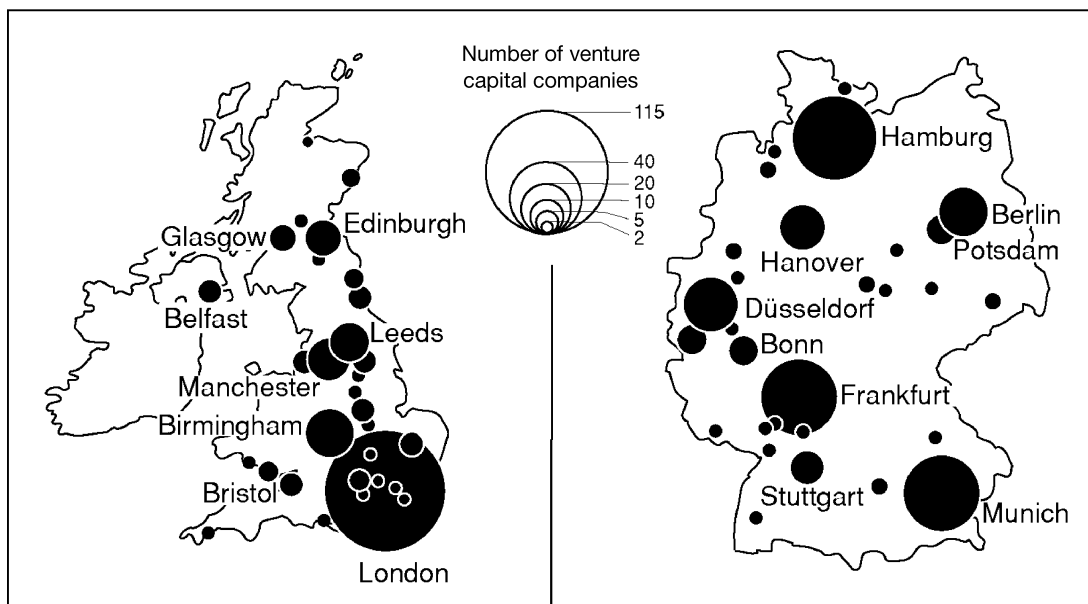 Number of venture
capital companies
115
40
20
10
5
2
Edinburgh
Glasgow
Belfast
Leeds
Manchester
Birmingham
Bristol
London
Hamburg
Berlin
Potsdam
Hanover
Düsseldorf
Bonn
Frankfurt
Stuttgart
Munich